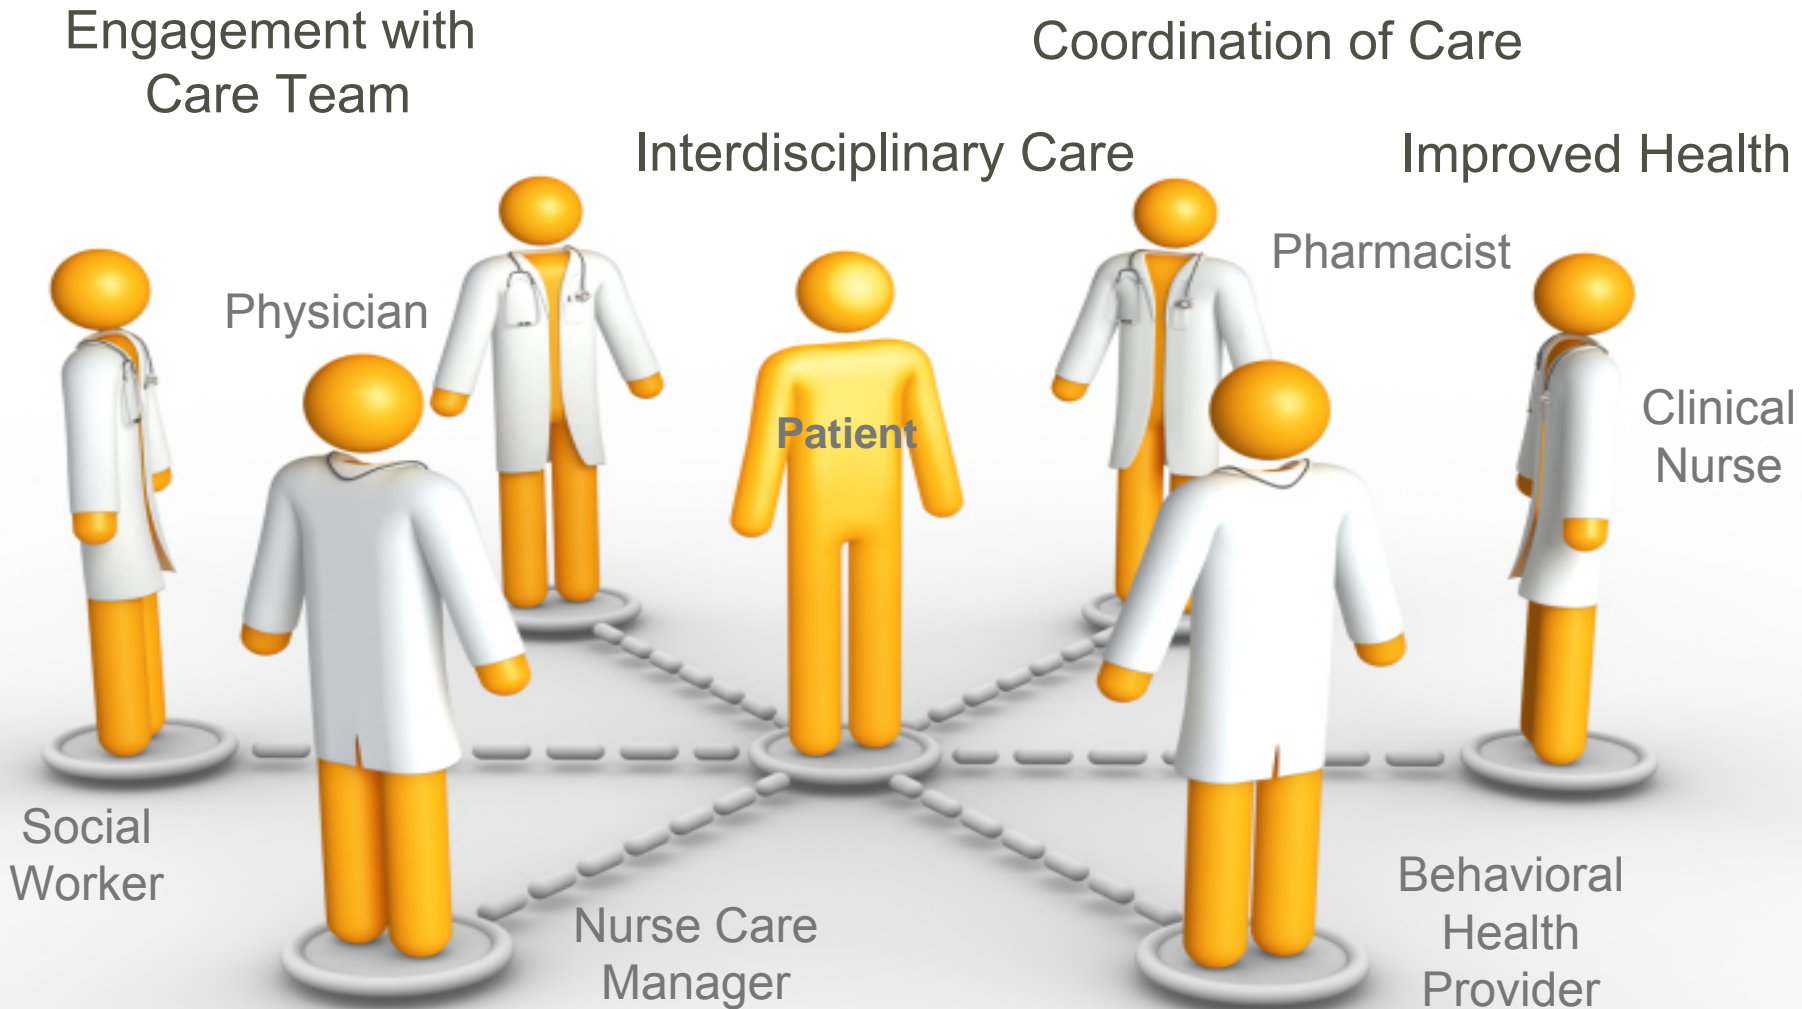 Engagement with
Care Team
Coordination of Care
Interdisciplinary Care
Improved Health
Pharmacist
Physician
Patient
Clinical
Nurse
Social
Worker
Nurse Care
Manager
Behavioral
Health
Provider